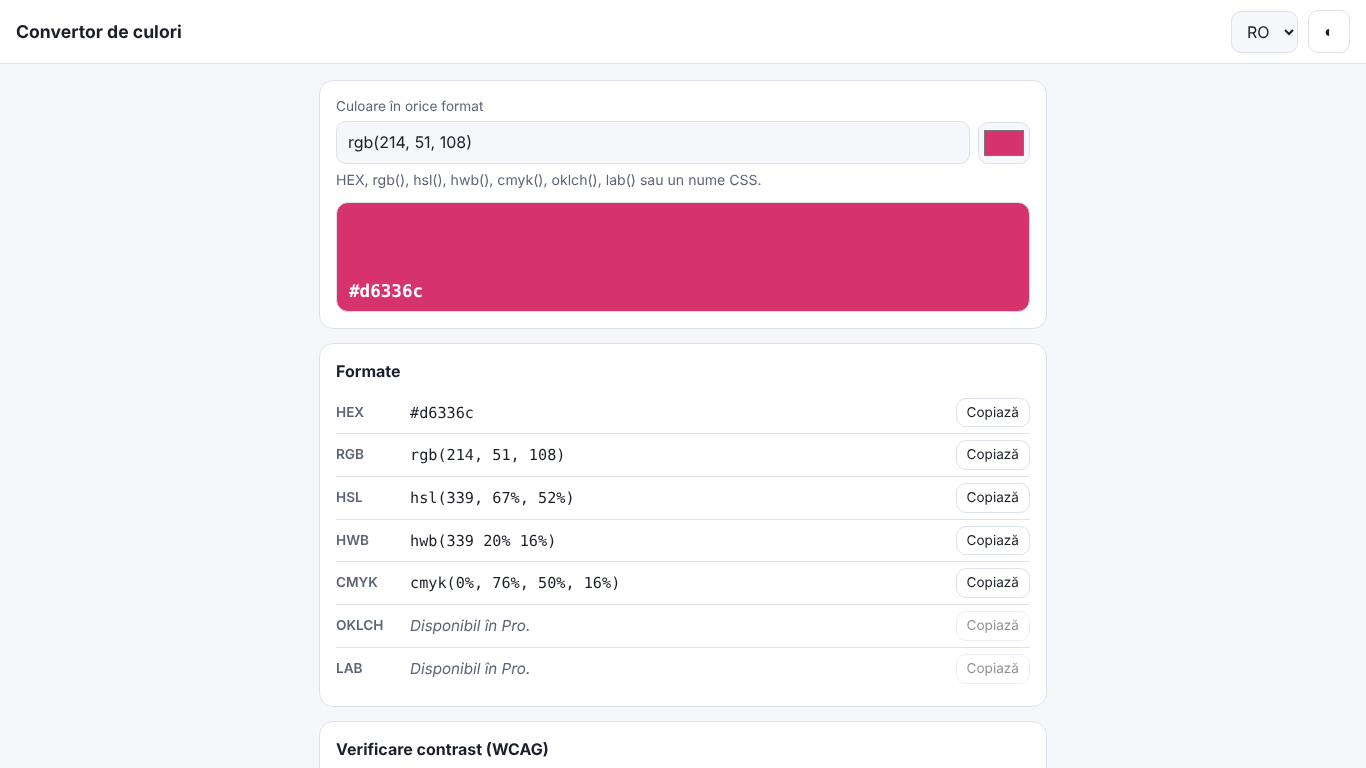 Convertor de culori
RO
Culoare în orice format
rgb(214, 51, 108)
HEX, rgb(), hsl(), hwb(), cmyk(), oklch(), lab() sau un nume CSS.
#d6336c
Formate
HEX #d6336c Copiază
RGB rgb(214, 51, 108) Copiază
HSL hsl(339, 67%, 52%) Copiază
HWB hwb(339 20% 16%) Copiază
CMYK cmyk(0%, 76%, 50%, 16%) Copiază
OKLCH Disponibil în Pro. Copiază
LAB Disponibil în Pro. Copiază
Verificare contrast (WCAG)